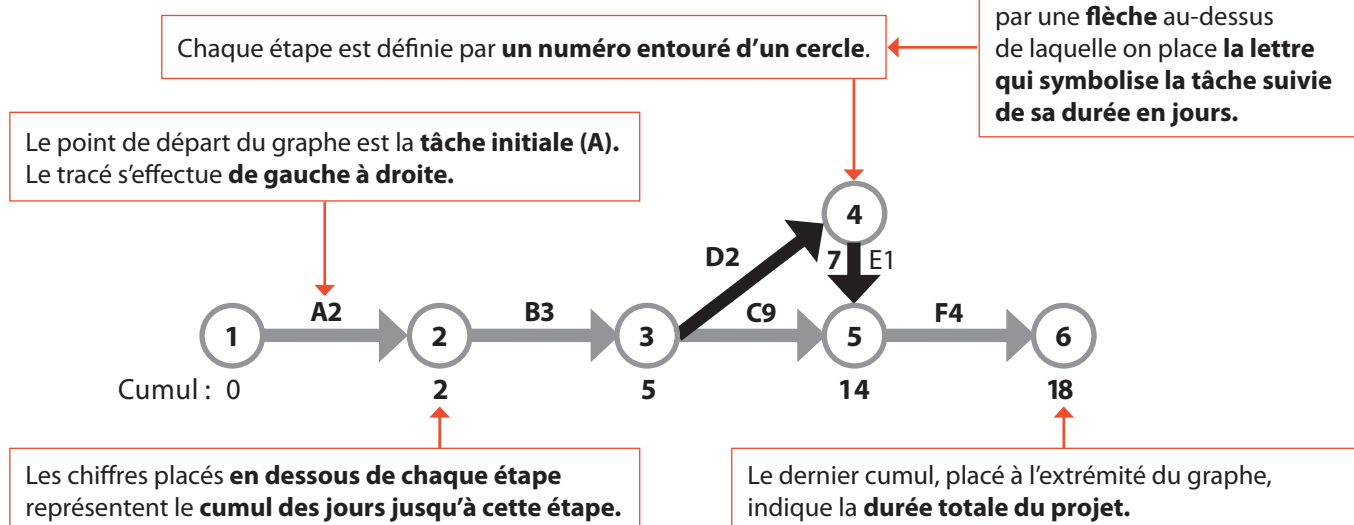 par une flèche au-dessus
de laquelle on place la lettre
qui symbolise la tâche suivie
de sa durée en jours.
Chaque étape est définie par un numéro entouré d'un cercle.
Le point de départ du graphe est la tâche initiale (A).
Le tracé s'effectue de gauche à droite.
4
D2
7 E1
A2 B3 C9 F4
1 2 3 5 6
Cumul : 0 2 5 14 18
Les chiffres placés en dessous de chaque étape
représentent le cumul des jours jusqu'à cette étape.
Le dernier cumul, placé à l'extrémité du graphe,
indique la durée totale du projet.